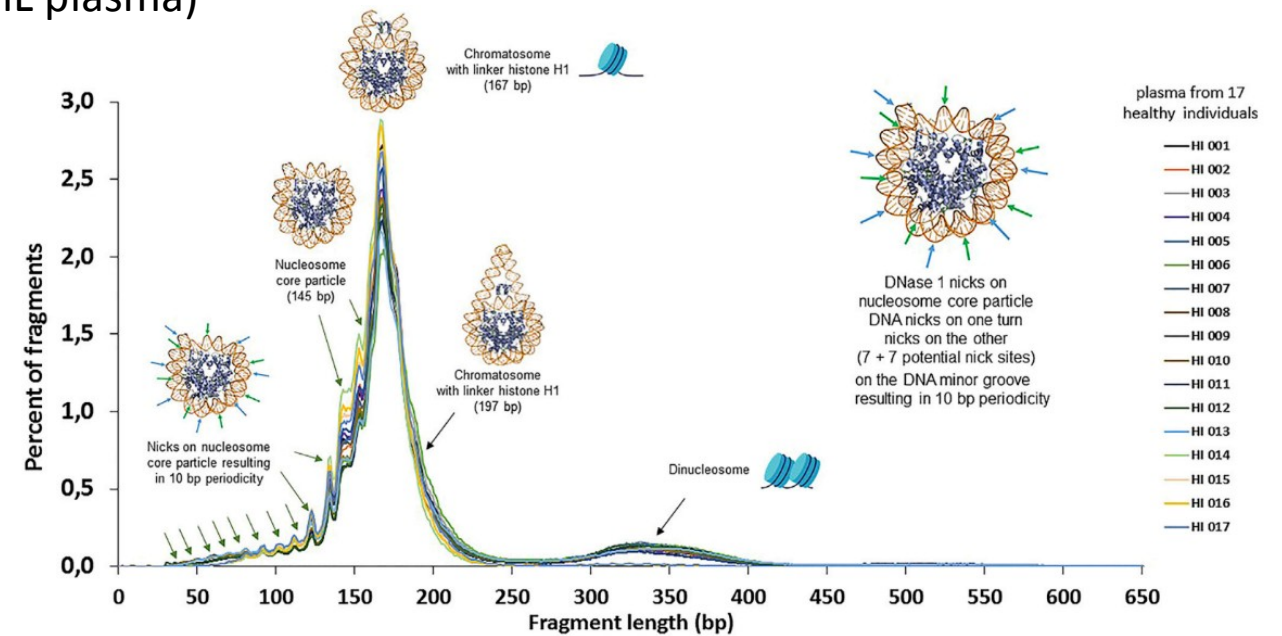 plasma)
Chromatosome
with linker histone H1
(167 bp)
plasma from 17
healthy individuals
HI 001
HI 002
HI 003
HI 004
HI 005
HI 006
HI 007
HI 008
HI 009
HI 010
HI 011
HI 012
HI 013
HI 014
HI 015
HI 016
HI 017
Percent of fragments
3,0
2,5
2,0
1,5
1,0
0,5
0,0
Nucleosome
core particle
(145 bp)
Chromatosome
with linker histone H1
(197 bp)
Nicks on nucleosome
core particle resulting
in 10 bp periodicity
DNase 1 nicks on
nucleosome core particle
DNA nicks on one turn
nicks on the other
(7 + 7 potential nick sites)
on the DNA minor groove
resulting in 10 bp periodicity
Dinucleosome
0 50 100 150 200 250 300 350 400 450 500 550 600 650
Fragment length (bp)